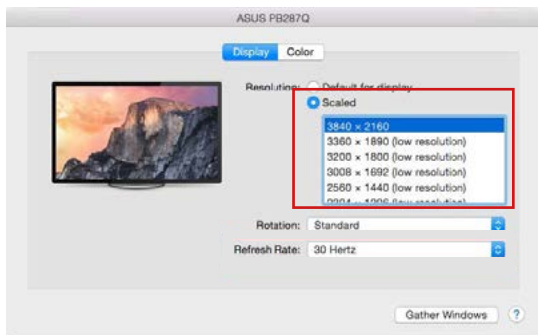 ASUS PB287Q
Display Color
Resolution: Default for display
Scaled
3840 × 2160
3360 × 1890 (low resolution)
3200 × 1800 (low resolution)
3008 × 1692 (low resolution)
2560 × 1440 (low resolution)
Rotation: Standard
Refresh Rate: 30 Hertz
Gather Windows ?